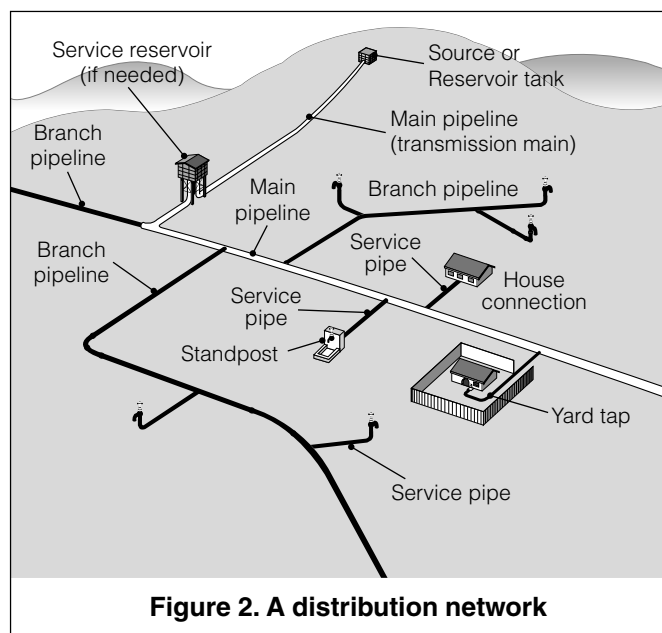 Service reservoir
(if needed)
Source or
Reservoir tank
Branch
pipeline
Main pipeline
(transmission main)
Main
pipeline
Branch pipeline
Branch
pipeline
Service
pipe
House
connection
Service
pipe
Standpost
Yard tap
Service pipe
Figure 2. A distribution network